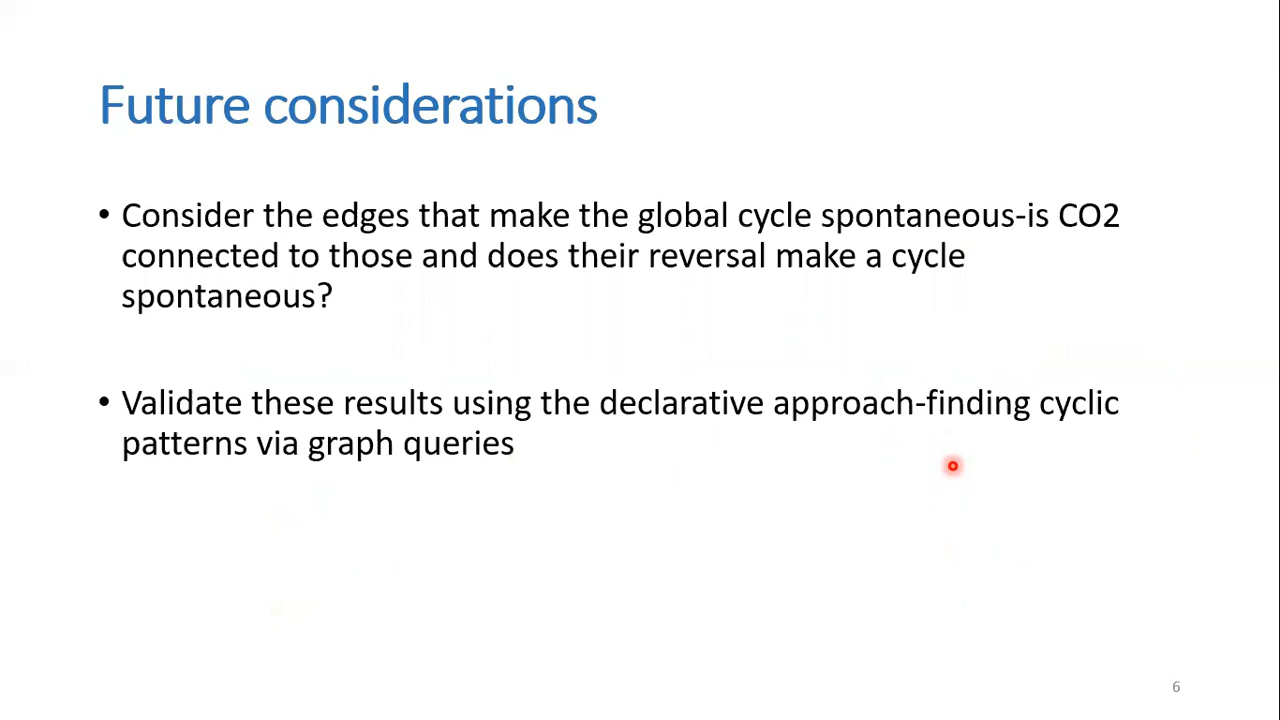 Future considerations
• Consider the edges that make the global cycle spontaneous-is CO2
connected to those and does their reversal make a cycle
spontaneous?
• Validate these results using the declarative approach-finding cyclic
patterns via graph queries
6